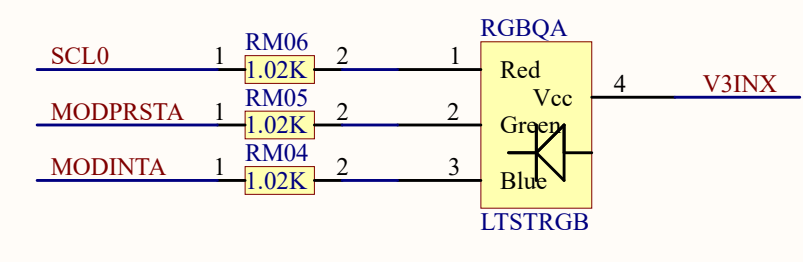 RGBQA
SCL0 1 RM06 2 1 Red
1.02K
Vcc 4 V3INX
MODPRSTA 1 RM05 2 2 Green
1.02K
MODINTA 1 RM04 2 3 Blue
1.02K
LTSTRGB